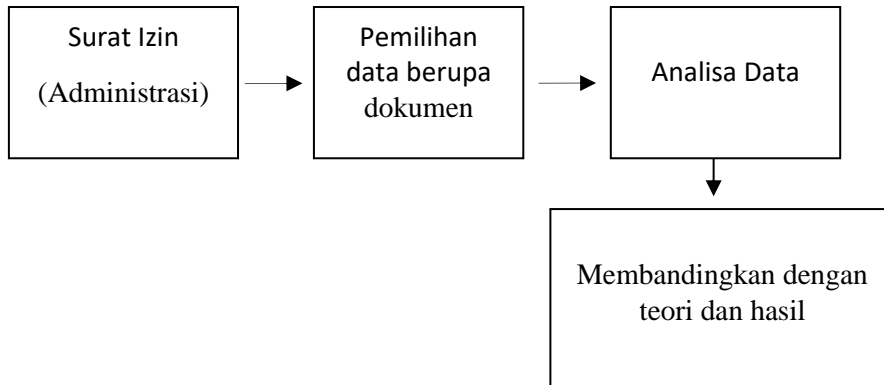 Surat Izin
(Administrasi)
Pemilihan
data berupa
dokumen
Analisa Data
Membandingkan dengan
teori dan hasil